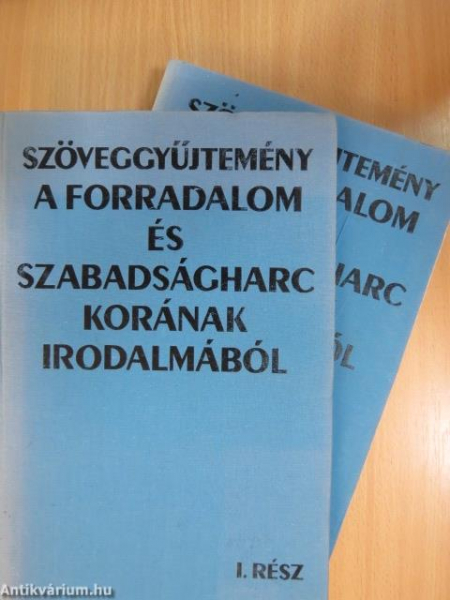 SZÖVEGGYŰJTEMÉNY
A FORRADALOM
ÉS
SZABADSÁGHARC
KORÁNAK
IRODALMÁBÓL
I. RÉSZ
Antikvárium.hu